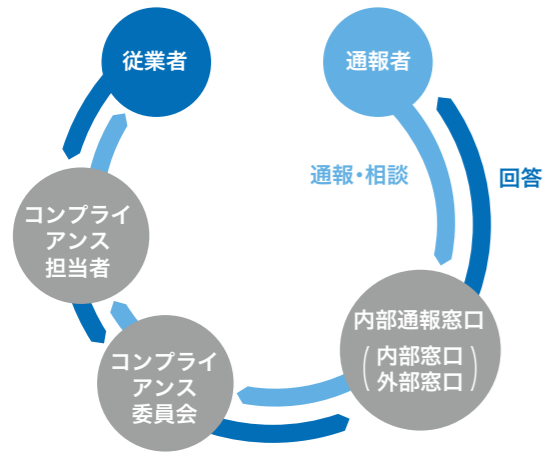 従業者
通報者
通報・相談
回答
コンプライ
アンス
担当者
内部通報窓口
（内部窓口
外部窓口）
コンプライ
アンス
委員会